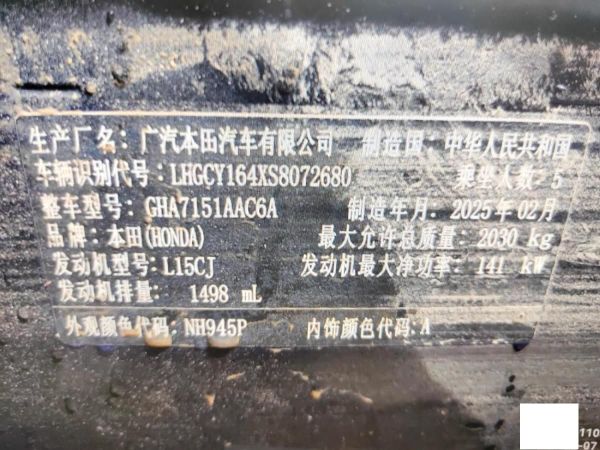 生产厂名：广汽本田汽车有限公司 制造国：中华人民共和国
车辆识别代号：LHGCY164XS8072680 乘坐人数：5
整车型号：GHA7151AAC6A 制造年月：2025年02月
品牌：本田(HONDA) 最大允许总质量：2030 kg
发动机型号：L15CJ 发动机最大净功率：141 kW
发动机排量：1498 mL
外观颜色代码：NH945P 内饰颜色代码：A
110
-07